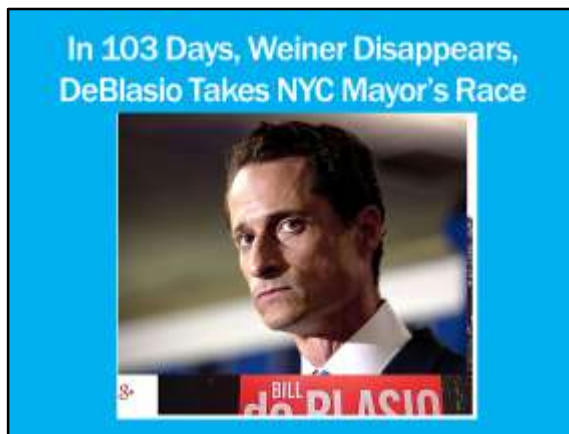 In 103 Days, Weiner Disappears,
DeBlasio Takes NYC Mayor's Race
g+
BILL
de BLASIO